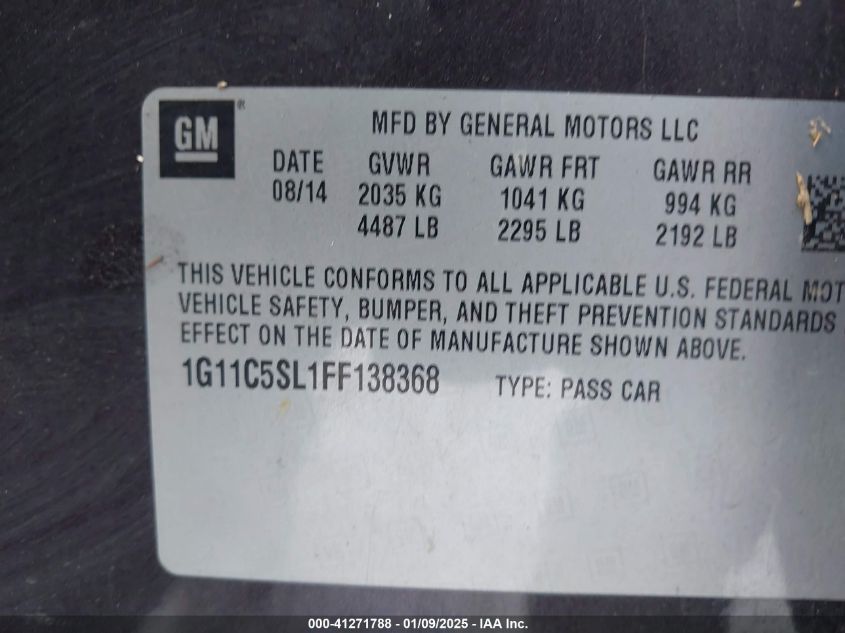 GM ®
MFD BY GENERAL MOTORS LLC
DATE GVWR GAWR FRT GAWR RR
08/14 2035 KG 1041 KG 994 KG
4487 LB 2295 LB 2192 LB
THIS VEHICLE CONFORMS TO ALL APPLICABLE U.S. FEDERAL MOT
VEHICLE SAFETY, BUMPER, AND THEFT PREVENTION STANDARDS
EFFECT ON THE DATE OF MANUFACTURE SHOWN ABOVE.
1G11C5SL1FF138368 TYPE: PASS CAR
000-41271788 - 01/09/2025 - IAA Inc.